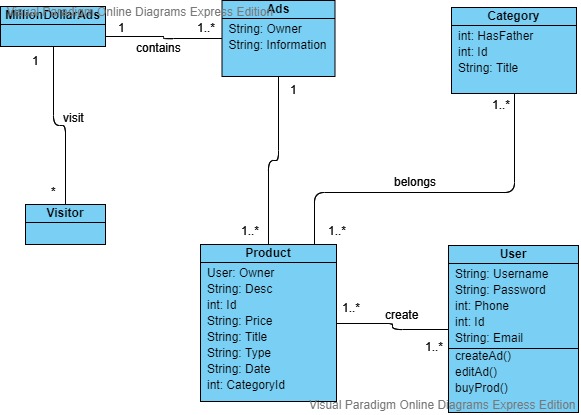 Visual Paradigm Online Diagrams Express Edition
MillionDollarAds
1
contains
1..*
Ads
String: Owner
String: Information
Category
int: HasFather
int: Id
String: Title
1
visit
*
Visitor
1
1..*
1..*
belongs
1..*
Product
User: Owner
String: Desc
int: Id
String: Price
String: Title
String: Type
String: Date
int: CategoryId
1..*
create
1..*
User
String: Username
String: Password
int: Phone
int: Id
String: Email
createAd()
editAd()
buyProd()
Visual Paradigm Online Diagrams Express Edition